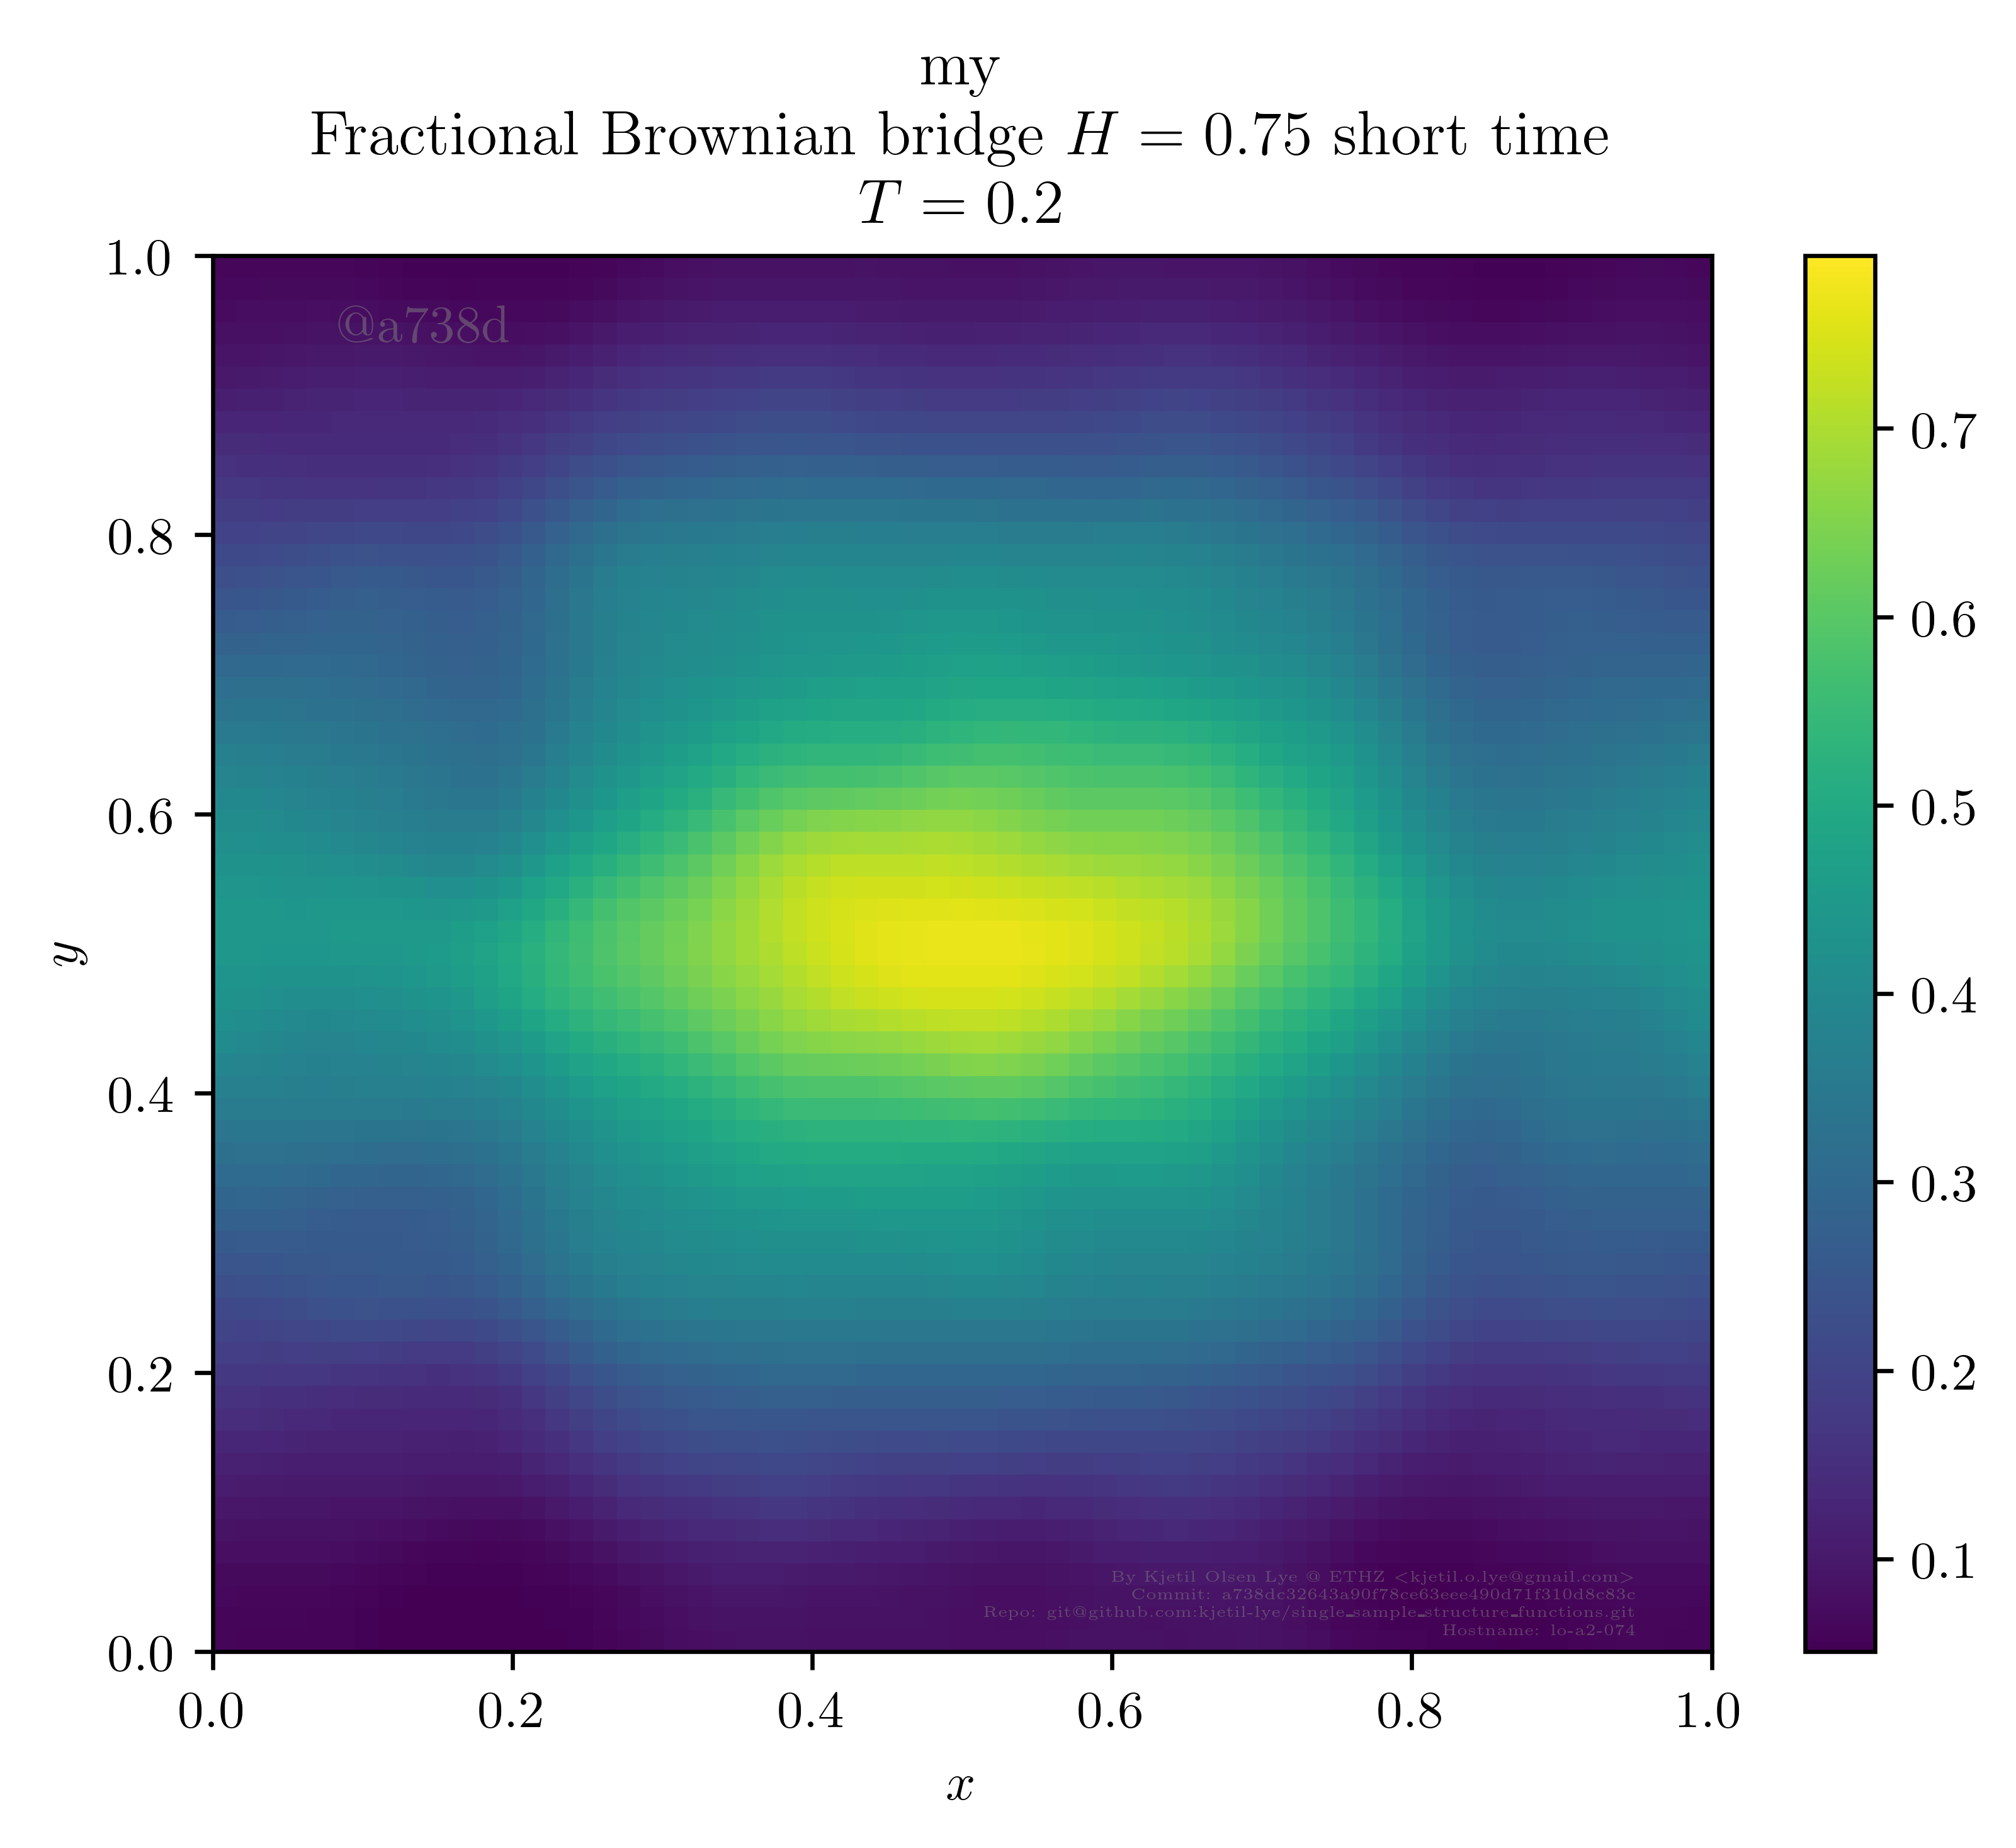 my
Fractional Brownian bridge H = 0.75 short time
T = 0.2
1.0
@a738d
0.8
0.6
0.4
0.2
0.0
y
0.0 0.2 0.4 0.6 0.8 1.0
x
0.7
0.6
0.5
0.4
0.3
0.2
0.1
By Kjetil Olsen Lye @ ETHZ <kjetil.o.lye@gmail.com>
Commit: a738dc32643a90f78ce63eee490d71f310d8c83c
Repo: git@github.com:kjetil-lye/single_sample_structure_functions.git
Hostname: lo-a2-074